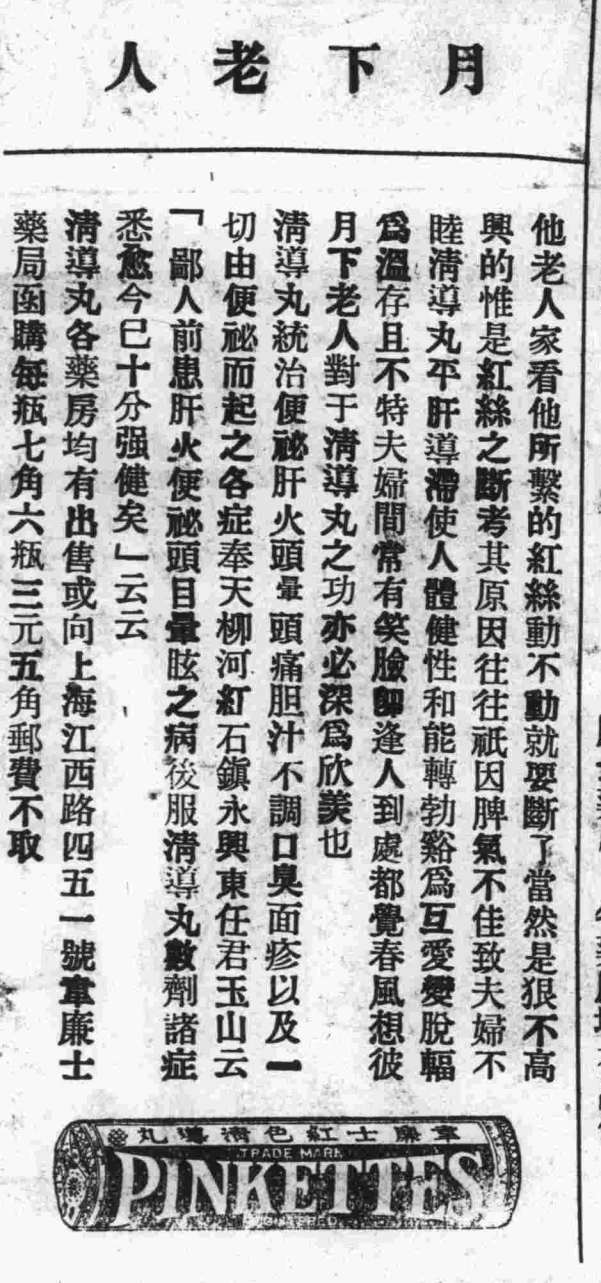 月下老人
他老人家看他所繫的紅絲動不動就要斷了當然是狠不高
興的惟是紅絲之斷考其原因往往祇因脾氣不佳致夫婦不
睦淸導丸平肝導滯使人體健性和能轉勃谿爲互愛變脫輻
爲溫存且不特夫婦間常有笑臉卽逢人到處都覺春風想彼
月下老人對于淸導丸之功亦必深爲欣羨也
淸導丸統治便祕肝火頭暈頭痛胆汁不調口臭面疹以及一
切由便祕而起之各症奉天柳河紅石鎭永興東任君玉山云
「鄙人前患肝火便祕頭目暈眩之病後服淸導丸數劑諸症
悉愈今已十分强健矣」云云
淸導丸各藥房均有出售或向上海江西路四五一號韋廉士
藥局函購每瓶七角六瓶三元五角郵費不取
韋廉士紅色淸導丸
TRADE MARK
PINKETTES